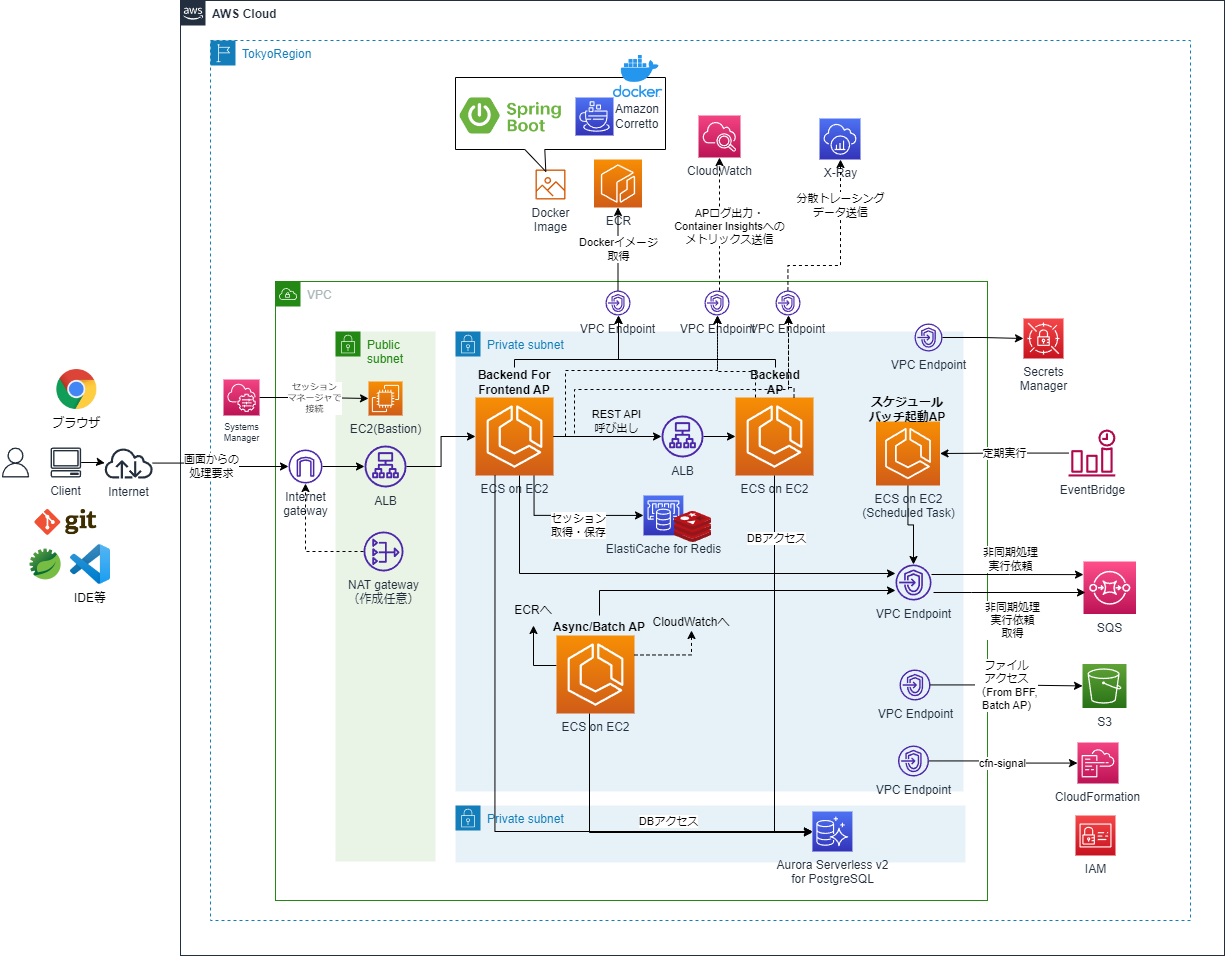 aws
AWS Cloud
TokyoRegion
docker
Spring
Boot
Amazon
Corretto
Docker
Image
ECR
CloudWatch
X-Ray
Dockerイメージ
取得
APログ出力・
Container Insightsへの
メトリックス送信
分散トレーシング
データ送信
VPC
VPC Endpoint
VPC Endpoint
VPC Endpoint
Public
subnet
Private subnet
VPC Endpoint
Secrets
Manager
ブラウザ
Systems
Manager
セッション
マネージャで
接続
EC2(Bastion)
Backend For
Frontend AP
ECS on EC2
REST API
呼び出し
ALB
Backend
AP
ECS on EC2
スケジュール
バッチ起動AP
ECS on EC2
(Scheduled Task)
定期実行
EventBridge
Client
Internet
画面からの
処理要求
Internet
gateway
ALB
git
IDE等
NAT gateway
（作成任意）
セッション
取得・保存
ElastiCache for Redis
DBアクセス
VPC Endpoint
非同期処理
実行依頼
非同期処理
実行依頼
取得
SQS
ECRへ
Async/Batch AP
CloudWatchへ
ECS on EC2
VPC Endpoint
ファイル
アクセス
（From BFF,
Batch AP）
S3
VPC Endpoint
cfn-signal
CloudFormation
Private subnet
DBアクセス
Aurora Serverless v2
for PostgreSQL
IAM